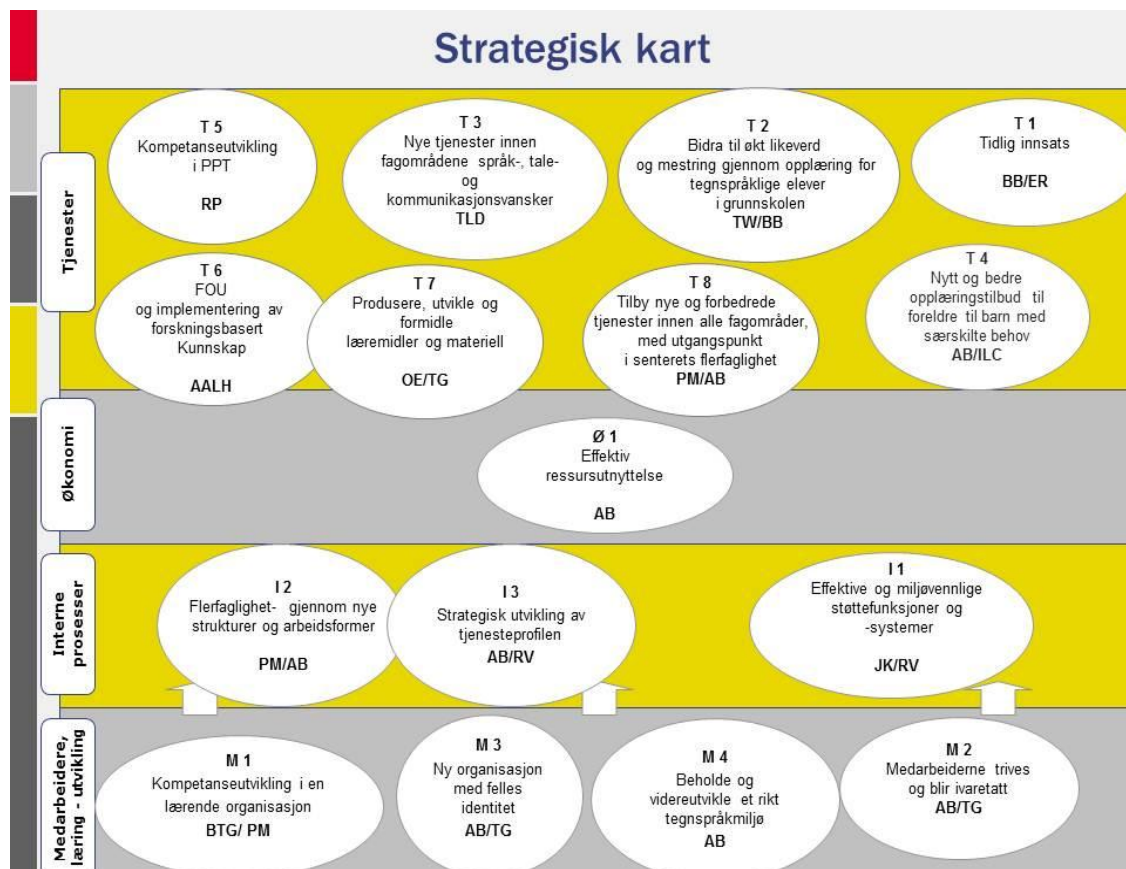 Strategisk kart
Tjenester
T 5
Kompetanseutvikling
i PPT
RP
T 3
Nye tjenester innen
fagområdene språk-, tale-
og
kommunikasjonsvansker
TLD
T 2
Bidra til økt likeverd
og mestring gjennom opplæring for
tegnspråklige elever
i grunnskolen
TW/BB
T 1
Tidlig innsats
BB/ER
T 6
FOU
og implementering av
forskningsbasert
Kunnskap
AALH
T 7
Produsere, utvikle og
formidle
læremidler og materiell
OE/TG
T 8
Tilby nye og forbedrede
tjenester innen alle fagområder,
med utgangspunkt
i senterets flerfaglighet
PM/AB
T 4
Nytt og bedre
opplæringstilbud til
foreldre til barn med
særskilte behov
AB/ILC
Økonomi
Ø 1
Effektiv
ressursutnyttelse
AB
Interne
prosesser
I 2
Flerfaglighet- gjennom nye
strukturer og arbeidsformer
PM/AB
I 3
Strategisk utvikling av
tjenesteprofilen
AB/RV
I 1
Effektive og miljøvennlige
støttefunksjoner og
-systemer
JK/RV
Medarbeidere,
læring - utvikling
M 1
Kompetanseutvikling i en
lærende organisasjon
BTG/ PM
M 3
Ny organisasjon
med felles
identitet
AB/TG
M 4
Beholde og
videreutvikle et rikt
tegnspråkmiljø
AB
M 2
Medarbeiderne trives
og blir ivaretatt
AB/TG